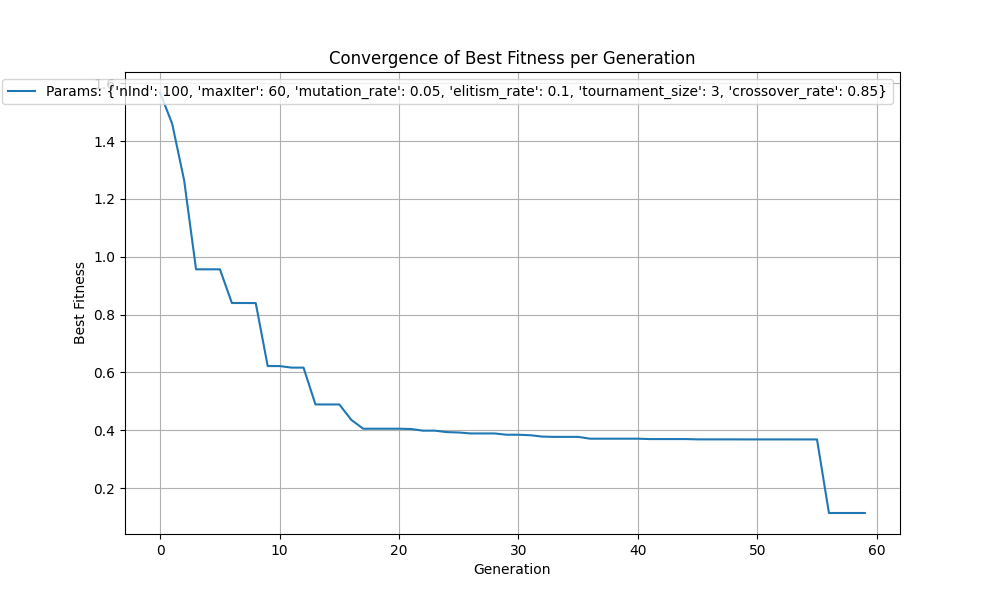 Convergence of Best Fitness per Generation
Params: {'nInd': 100, 'maxIter': 60, 'mutation_rate': 0.05, 'elitism_rate': 0.1, 'tournament_size': 3, 'crossover_rate': 0.85}
Best Fitness
1.6
1.4
1.2
1.0
0.8
0.6
0.4
0.2
0 10 20 30 40 50 60
Generation